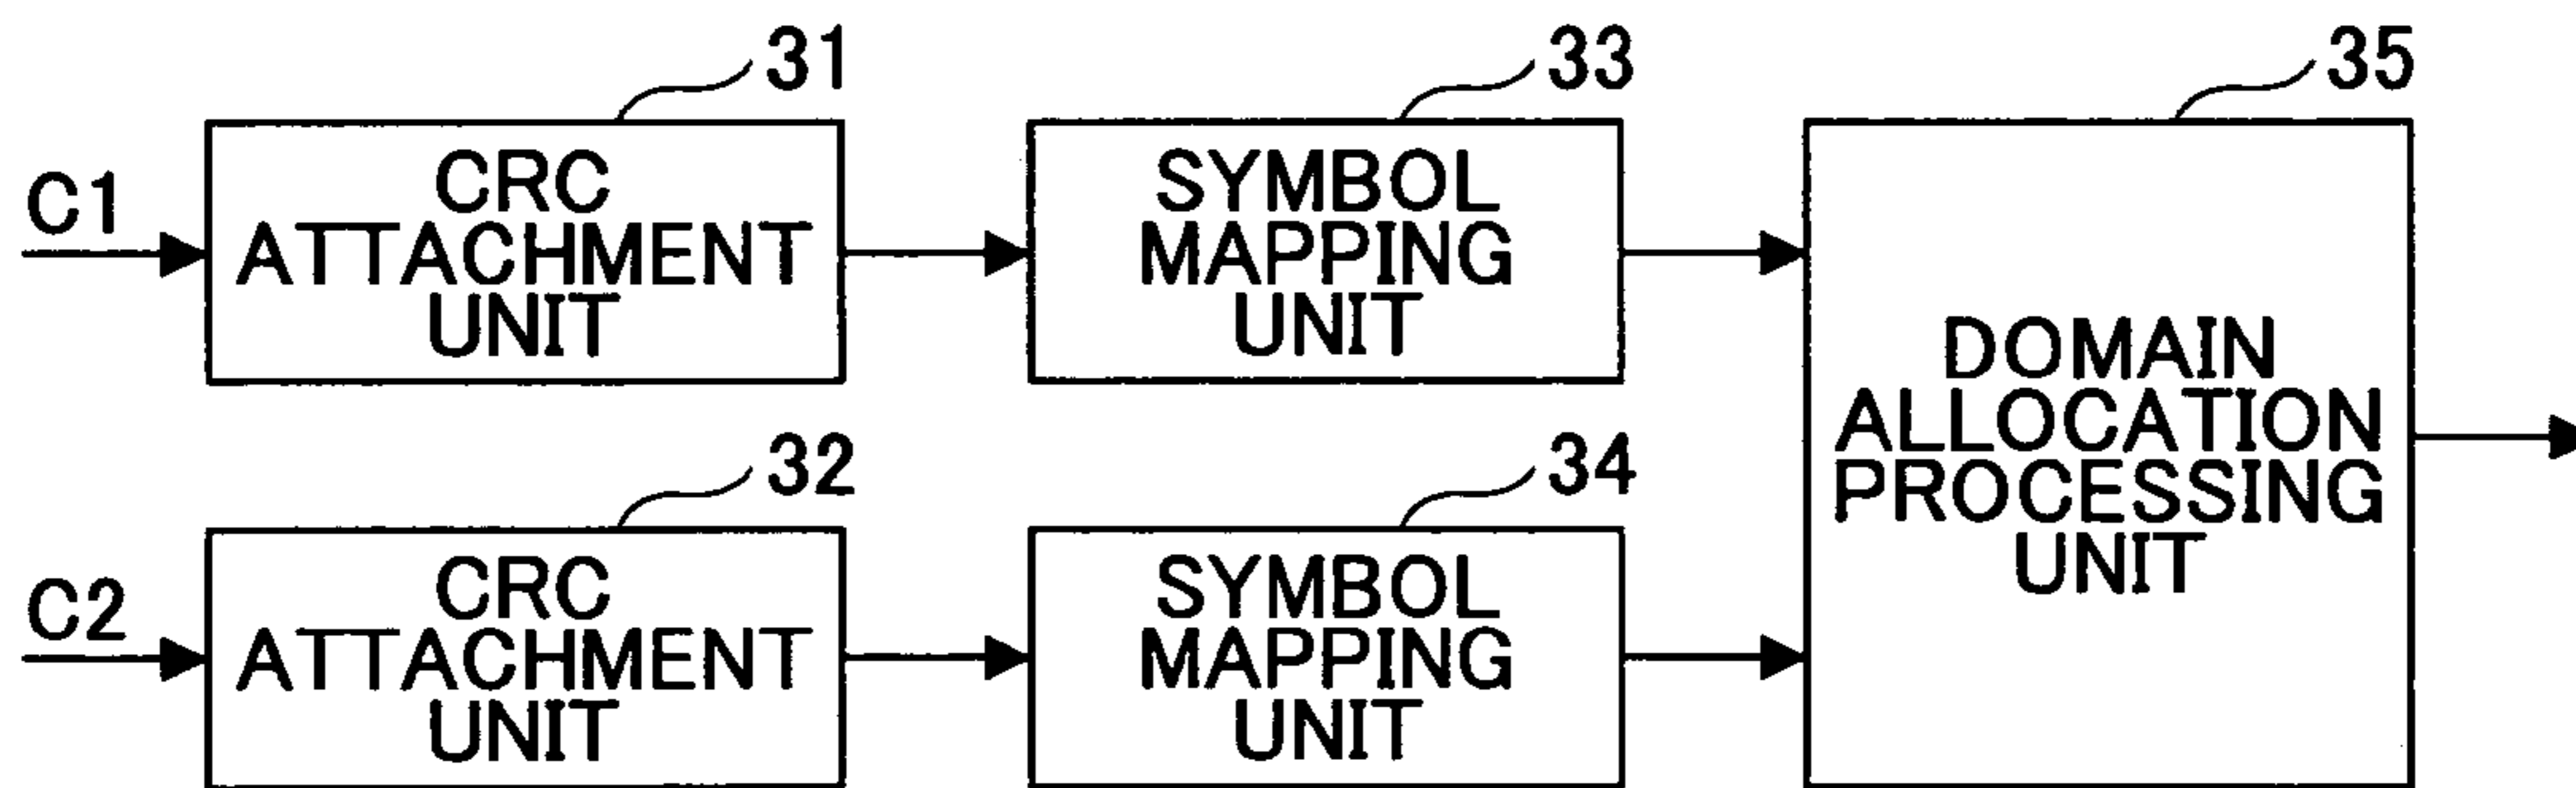 31
33
35
C1
CRC
ATTACHMENT
UNIT
SYMBOL
MAPPING
UNIT
DOMAIN
ALLOCATION
PROCESSING
UNIT
32
34
C2
CRC
ATTACHMENT
UNIT
SYMBOL
MAPPING
UNIT